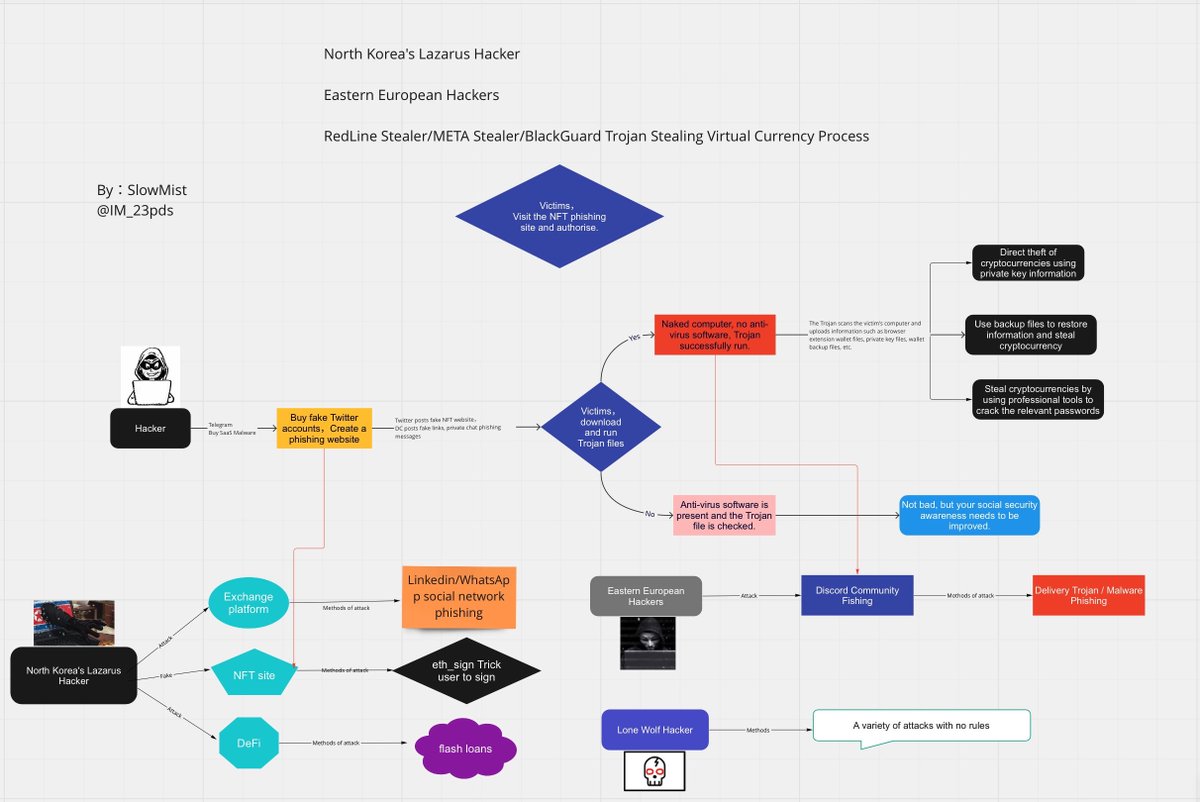 North Korea's Lazarus Hacker
Eastern European Hackers
RedLine Stealer/META Stealer/BlackGuard Trojan Stealing Virtual Currency Process
By：SlowMist
@IM_23pds
Victims，
Visit the NFT phishing
site and authorise.
Direct theft of
cryptocurrencies using
private key information
Naked computer, no anti-
virus software, Trojan
successfully run.
The Trojan scans the victim's computer and
uploads information such as browser
extension wallet files, private key files, wallet
backup files, etc.
Use backup files to restore
information and steal
cryptocurrency
Yes
Steal cryptocurrencies by
using professional tools to
crack the relevant passwords
Hacker
Telegram
Buy SaaS Malware
Buy fake Twitter
accounts，Create a
phishing website
Twitter posts fake NFT website，
DC posts fake links, private chat phishing
messages
Victims，
download
and run
Trojan files
No
Anti-virus software is
present and the Trojan
file is checked.
Not bad, but your social security
awareness needs to be
improved.
Exchange
platform
Methods of attack
Linkedin/WhatsAp
p social network
phishing
Eastern European
Hackers
Attack
Discord Community
Fishing
Mothods of attack
Delivery Trojan / Malware
Phishing
North Korea's Lazarus
Hacker
Attack
Fake
Attack
NFT site
Methods of attack
eth_sign Trick
user to sign
DeFi
Methods of attack
flash loans
Lone Wolf Hacker
Methods
A variety of attacks with no rules